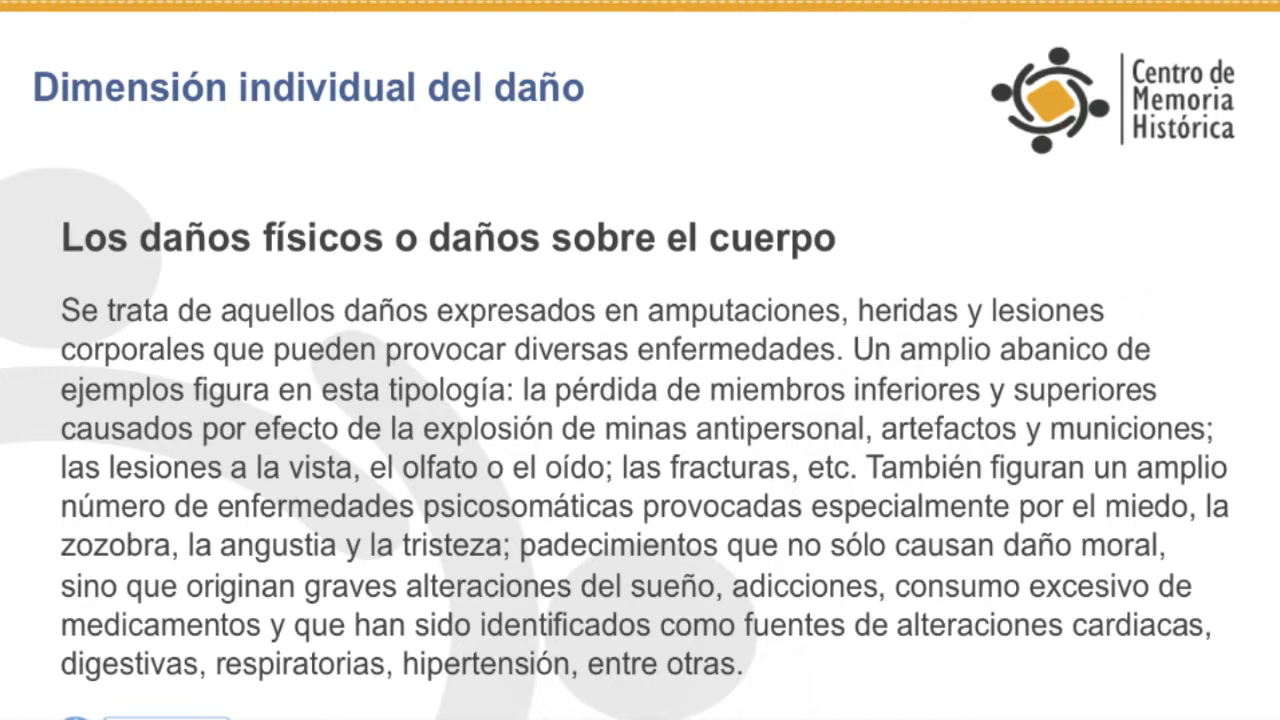 Dimensión individual del daño
Centro de
Memoria
Histórica
Los daños físicos o daños sobre el cuerpo
Se trata de aquellos daños expresados en amputaciones, heridas y lesiones
corporales que pueden provocar diversas enfermedades. Un amplio abanico de
ejemplos figura en esta tipología: la pérdida de miembros inferiores y superiores
causados por efecto de la explosión de minas antipersonal, artefactos y municiones;
las lesiones a la vista, el olfato o el oído; las fracturas, etc. También figuran un amplio
número de enfermedades psicosomáticas provocadas especialmente por el miedo, la
zozobra, la angustia y la tristeza; padecimientos que no sólo causan daño moral,
sino que originan graves alteraciones del sueño, adicciones, consumo excesivo de
medicamentos y que han sido identificados como fuentes de alteraciones cardiacas,
digestivas, respiratorias, hipertensión, entre otras.